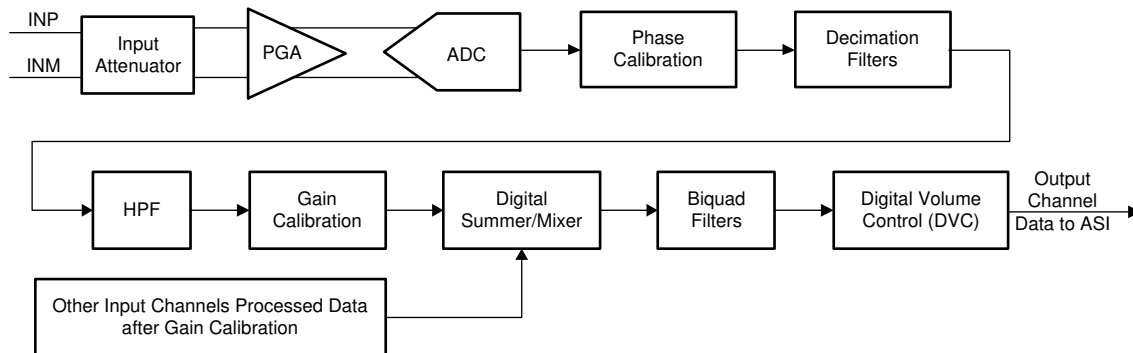 INP
INM
Input
Attenuator
PGA
ADC
Phase
Calibration
Decimation
Filters
HPF
Gain
Calibration
Digital
Summer/Mixer
Biquad
Filters
Digital Volume
Control (DVC)
Output
Channel
Data to ASI
Other Input Channels Processed Data
after Gain Calibration